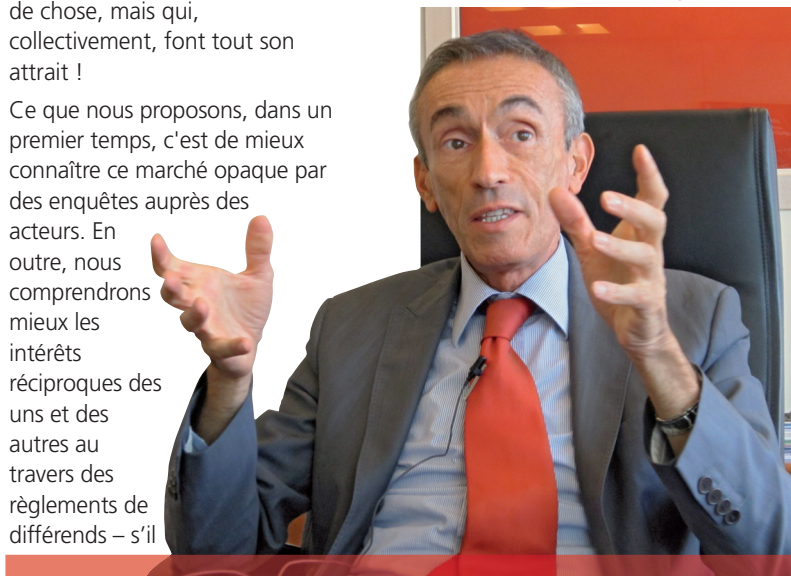 de chose, mais qui,
collectivement, font tout son
attrait !
Ce que nous proposons, dans un
premier temps, c'est de mieux
connaître ce marché opaque par
des enquêtes auprès des
acteurs. En
outre, nous
comprendrons
mieux les
intérêts
réciproques des
uns et des
autres au
travers des
règlements de
différends – s’il